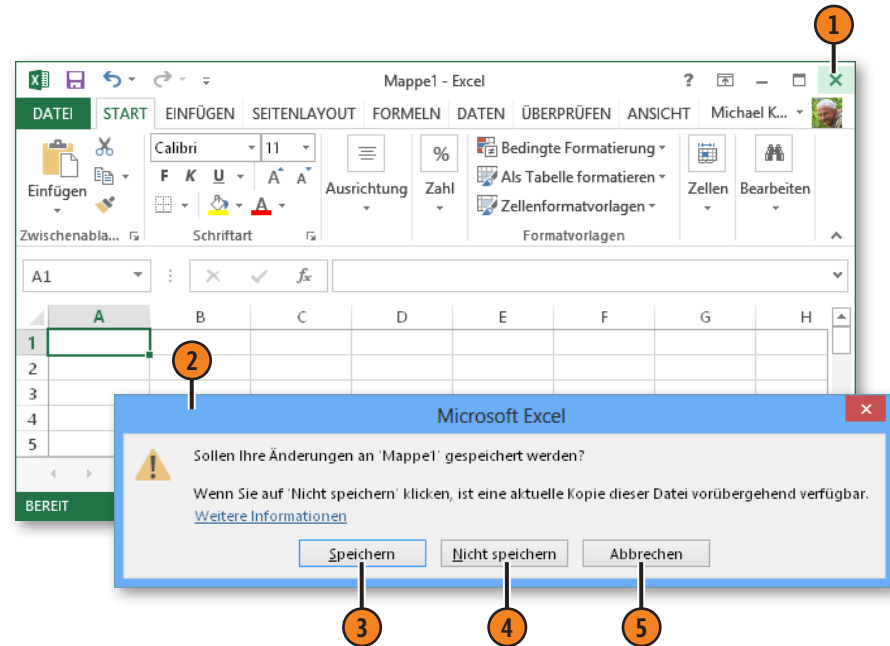 1
Mappe1 - Excel
?
DATEI START EINFÜGEN SEITENLAYOUT FORMELN DATEN ÜBERPRÜFEN ANSICHT Michael K...
Calibri 11
% Bedingte Formatierung
F K U A A Als Tabelle formatieren
Einfügen Ausrichtung Zahl Zellen Bearbeiten
A Zellenformatvorlagen
Zwischenabla... Schriftart Formatvorlagen
A1 fx
A B C D E F G H
1
2
2
3
4
5
Microsoft Excel
Sollen Ihre Änderungen an 'Mappe1' gespeichert werden?
Wenn Sie auf 'Nicht speichern' klicken, ist eine aktuelle Kopie dieser Datei vorübergehend verfügbar.
Weitere Informationen
BEREIT
Speichern Nicht speichern Abbrechen
3 4 5